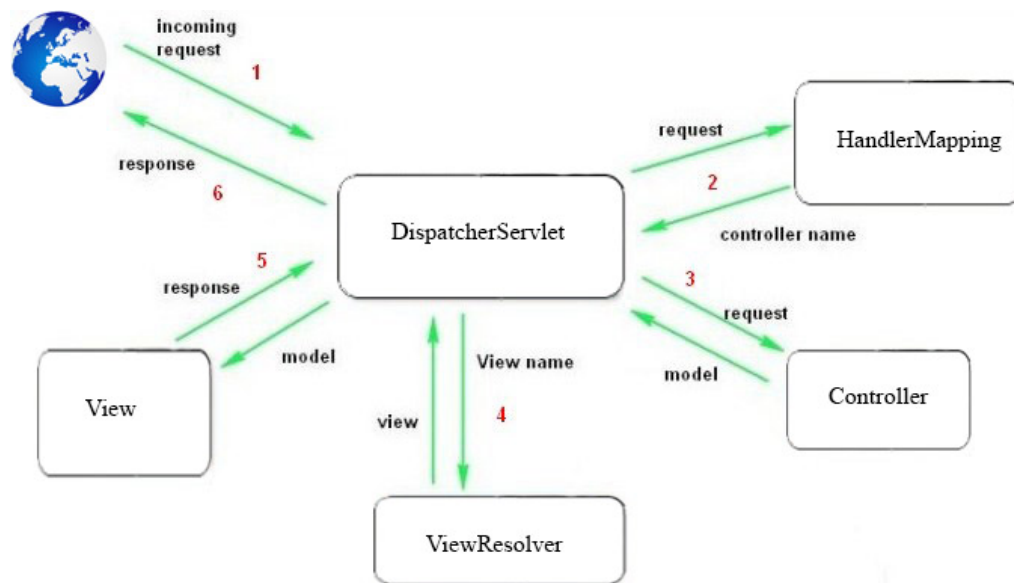 incoming
request
1
request
HandlerMapping
2
response
6
DispatcherServlet
controller name
5
response
3
request
model
View name
model
View
4
view
Controller
ViewResolver